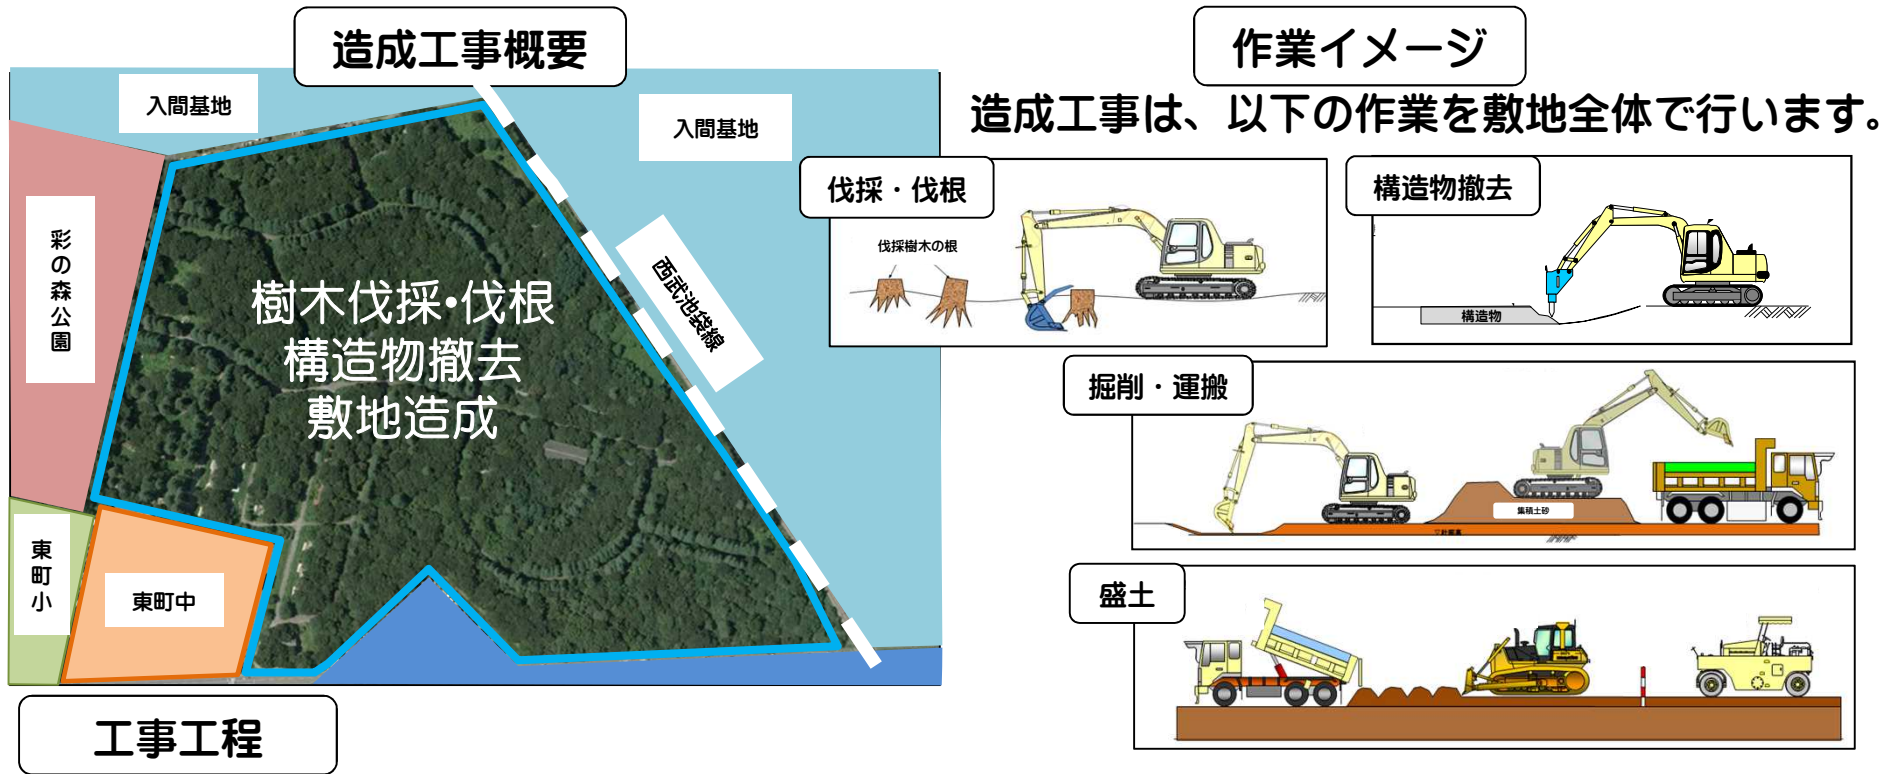 造成工事概要
入間基地
入間基地
彩の森公園
西武池袋線
樹木伐採・伐根
構造物撤去
敷地造成
東町小
東町中
工事工程
作業イメージ
造成工事は、以下の作業を敷地全体で行います。
伐採・伐根
伐採樹木の根
構造物撤去
構造物
掘削・運搬
集積土砂
▽計画高
盛土